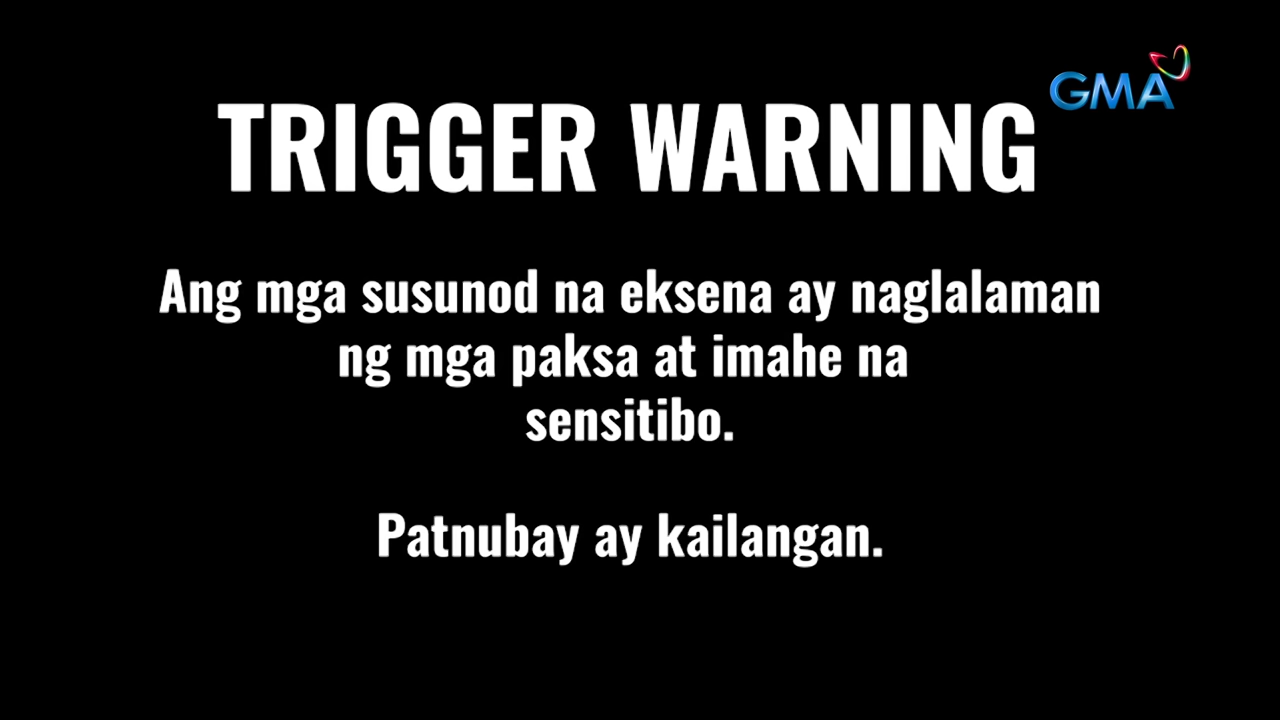 GMA
TRIGGER WARNING
Ang mga susunod na eksena ay naglalaman
ng mga paksa at imahe na
sensitibo.
Patnubay ay kailangan.